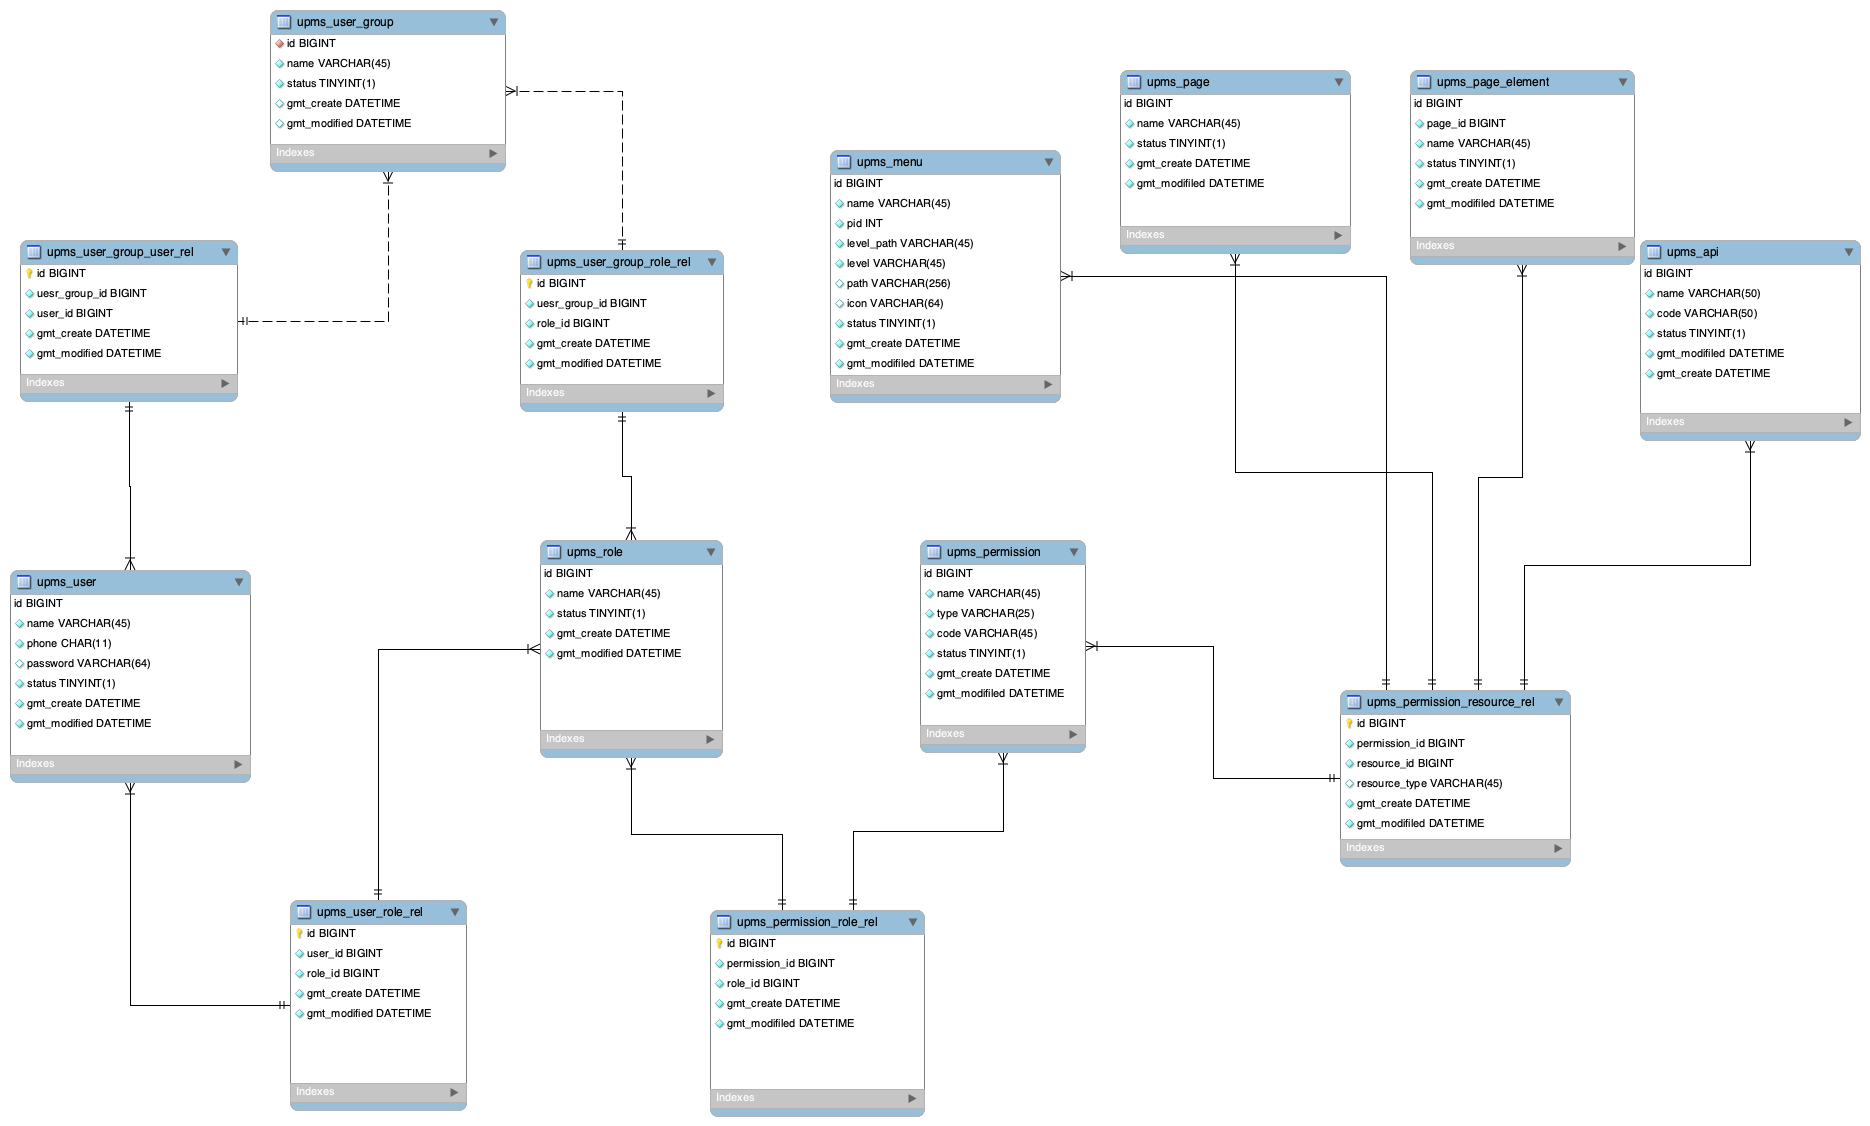 upms_user_group
id BIGINT
name VARCHAR(45)
status TINYINT(1)
gmt_create DATETIME
gmt_modified DATETIME
Indexes
upms_page
id BIGINT
name VARCHAR(45)
status TINYINT(1)
gmt_create DATETIME
gmt_modifiled DATETIME
Indexes
upms_page_element
id BIGINT
page_id BIGINT
name VARCHAR(45)
status TINYINT(1)
gmt_create DATETIME
gmt_modifiled DATETIME
Indexes
upms_menu
id BIGINT
name VARCHAR(45)
pid INT
level_path VARCHAR(45)
level VARCHAR(45)
path VARCHAR(256)
icon VARCHAR(64)
status TINYINT(1)
gmt_create DATETIME
gmt_modifiled DATETIME
Indexes
upms_user_group_user_rel
id BIGINT
uesr_group_id BIGINT
user_id BIGINT
gmt_create DATETIME
gmt_modified DATETIME
Indexes
upms_user_group_role_rel
id BIGINT
uesr_group_id BIGINT
role_id BIGINT
gmt_create DATETIME
gmt_modified DATETIME
Indexes
upms_api
id BIGINT
name VARCHAR(50)
code VARCHAR(50)
status TINYINT(1)
gmt_modifiled DATETIME
gmt_create DATETIME
Indexes
upms_user
id BIGINT
name VARCHAR(45)
phone CHAR(11)
password VARCHAR(64)
status TINYINT(1)
gmt_create DATETIME
gmt_modified DATETIME
Indexes
upms_role
id BIGINT
name VARCHAR(45)
status TINYINT(1)
gmt_create DATETIME
gmt_modified DATETIME
Indexes
upms_permission
id BIGINT
name VARCHAR(45)
type VARCHAR(25)
code VARCHAR(45)
status TINYINT(1)
gmt_create DATETIME
gmt_modifiled DATETIME
Indexes
upms_permission_resource_rel
id BIGINT
permission_id BIGINT
resource_id BIGINT
resource_type VARCHAR(45)
gmt_create DATETIME
gmt_modifiled DATETIME
Indexes
upms_user_role_rel
id BIGINT
user_id BIGINT
role_id BIGINT
gmt_create DATETIME
gmt_modified DATETIME
Indexes
upms_permission_role_rel
id BIGINT
permission_id BIGINT
role_id BIGINT
gmt_create DATETIME
gmt_modifiled DATETIME
Indexes